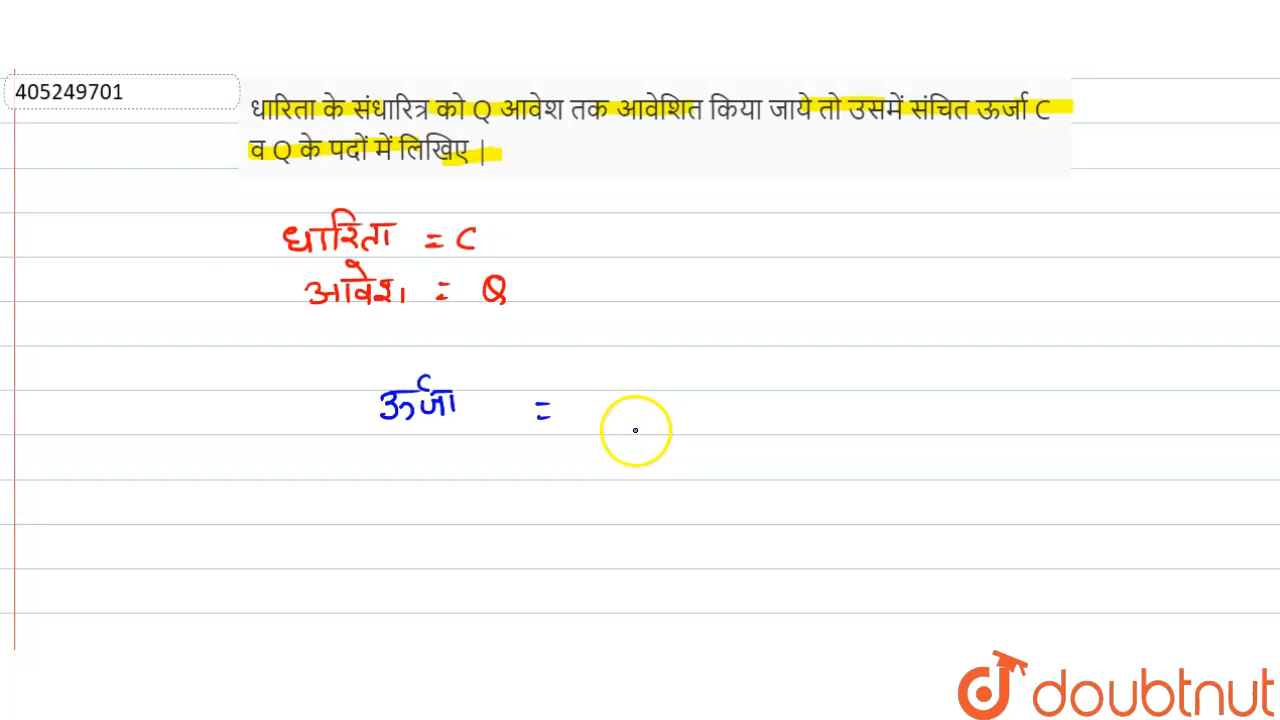 405249701
धारिता के संधारित्र को Q आवेश तक आवेशित किया जाये तो उसमें संचित ऊर्जा C
व Q के पदों में लिखिए |
धारिता = C
आवेश = Q
ऊर्जा =
doubtnut